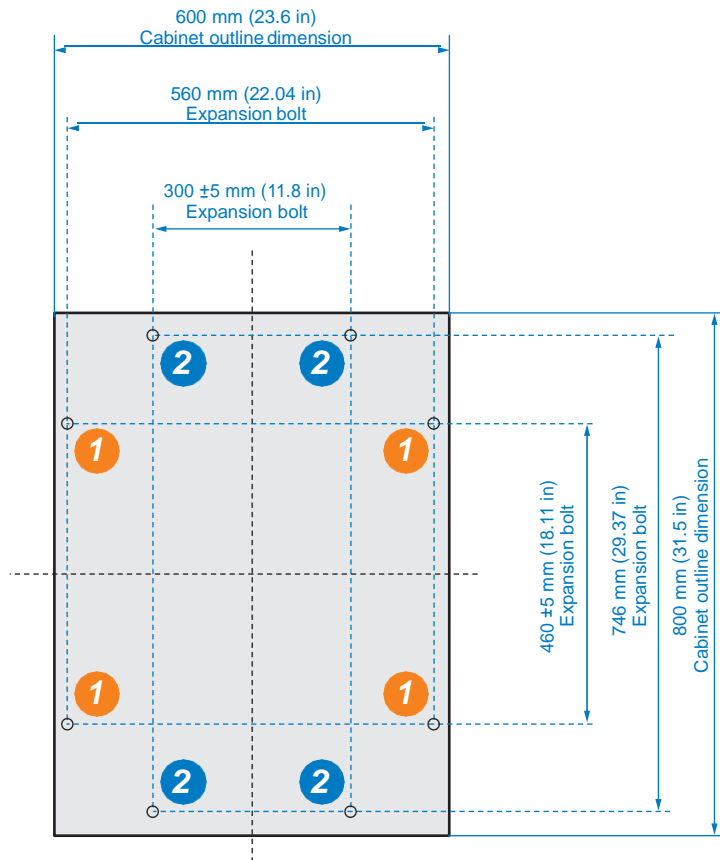 600 mm (23.6 in)
Cabinet outline dimension
560 mm (22.04 in)
Expansion bolt
300 ±5 mm (11.8 in)
Expansion bolt
2
2
1
1
460 ±5 mm (18.11 in)
Expansion bolt
746 mm (29.37 in)
Expansion bolt
800 mm (31.5 in)
Cabinet outline dimension
1
1
2
2